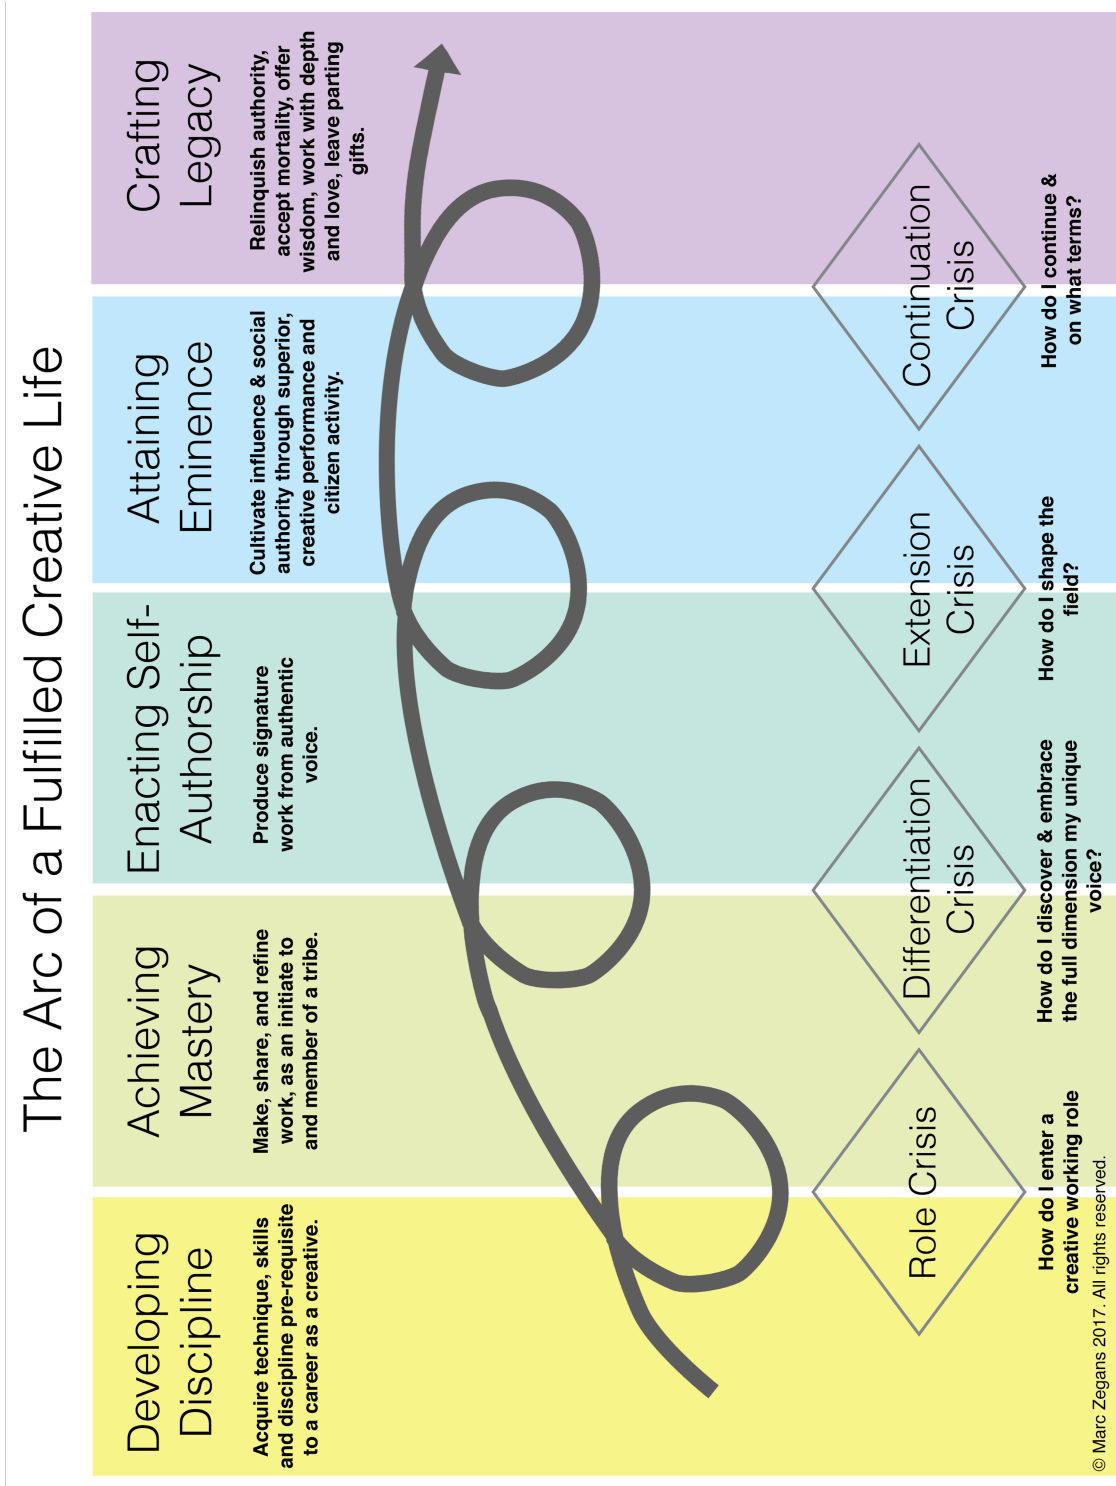 The Arc of a Fulfilled Creative Life
Developing
Discipline
Acquire technique, skills
and discipline pre-requisite
to a career as a creative.
Achieving
Mastery
Make, share, and refine
work, as an initiate to
and member of a tribe.
Enacting Self-
Authorship
Produce signature
work from authentic
voice.
Attaining
Eminence
Cultivate influence & social
authority through superior,
creative performance and
citizen activity.
Crafting
Legacy
Relinquish authority,
accept mortality, offer
wisdom, work with depth
and love, leave parting
gifts.
Role Crisis
How do I enter a
creative working role
Differentiation
Crisis
How do I discover & embrace
the full dimension my unique
voice?
Extension
Crisis
How do I shape the
field?
Continuation
Crisis
How do I continue &
on what terms?
© Marc Zegans 2017. All rights reserved.